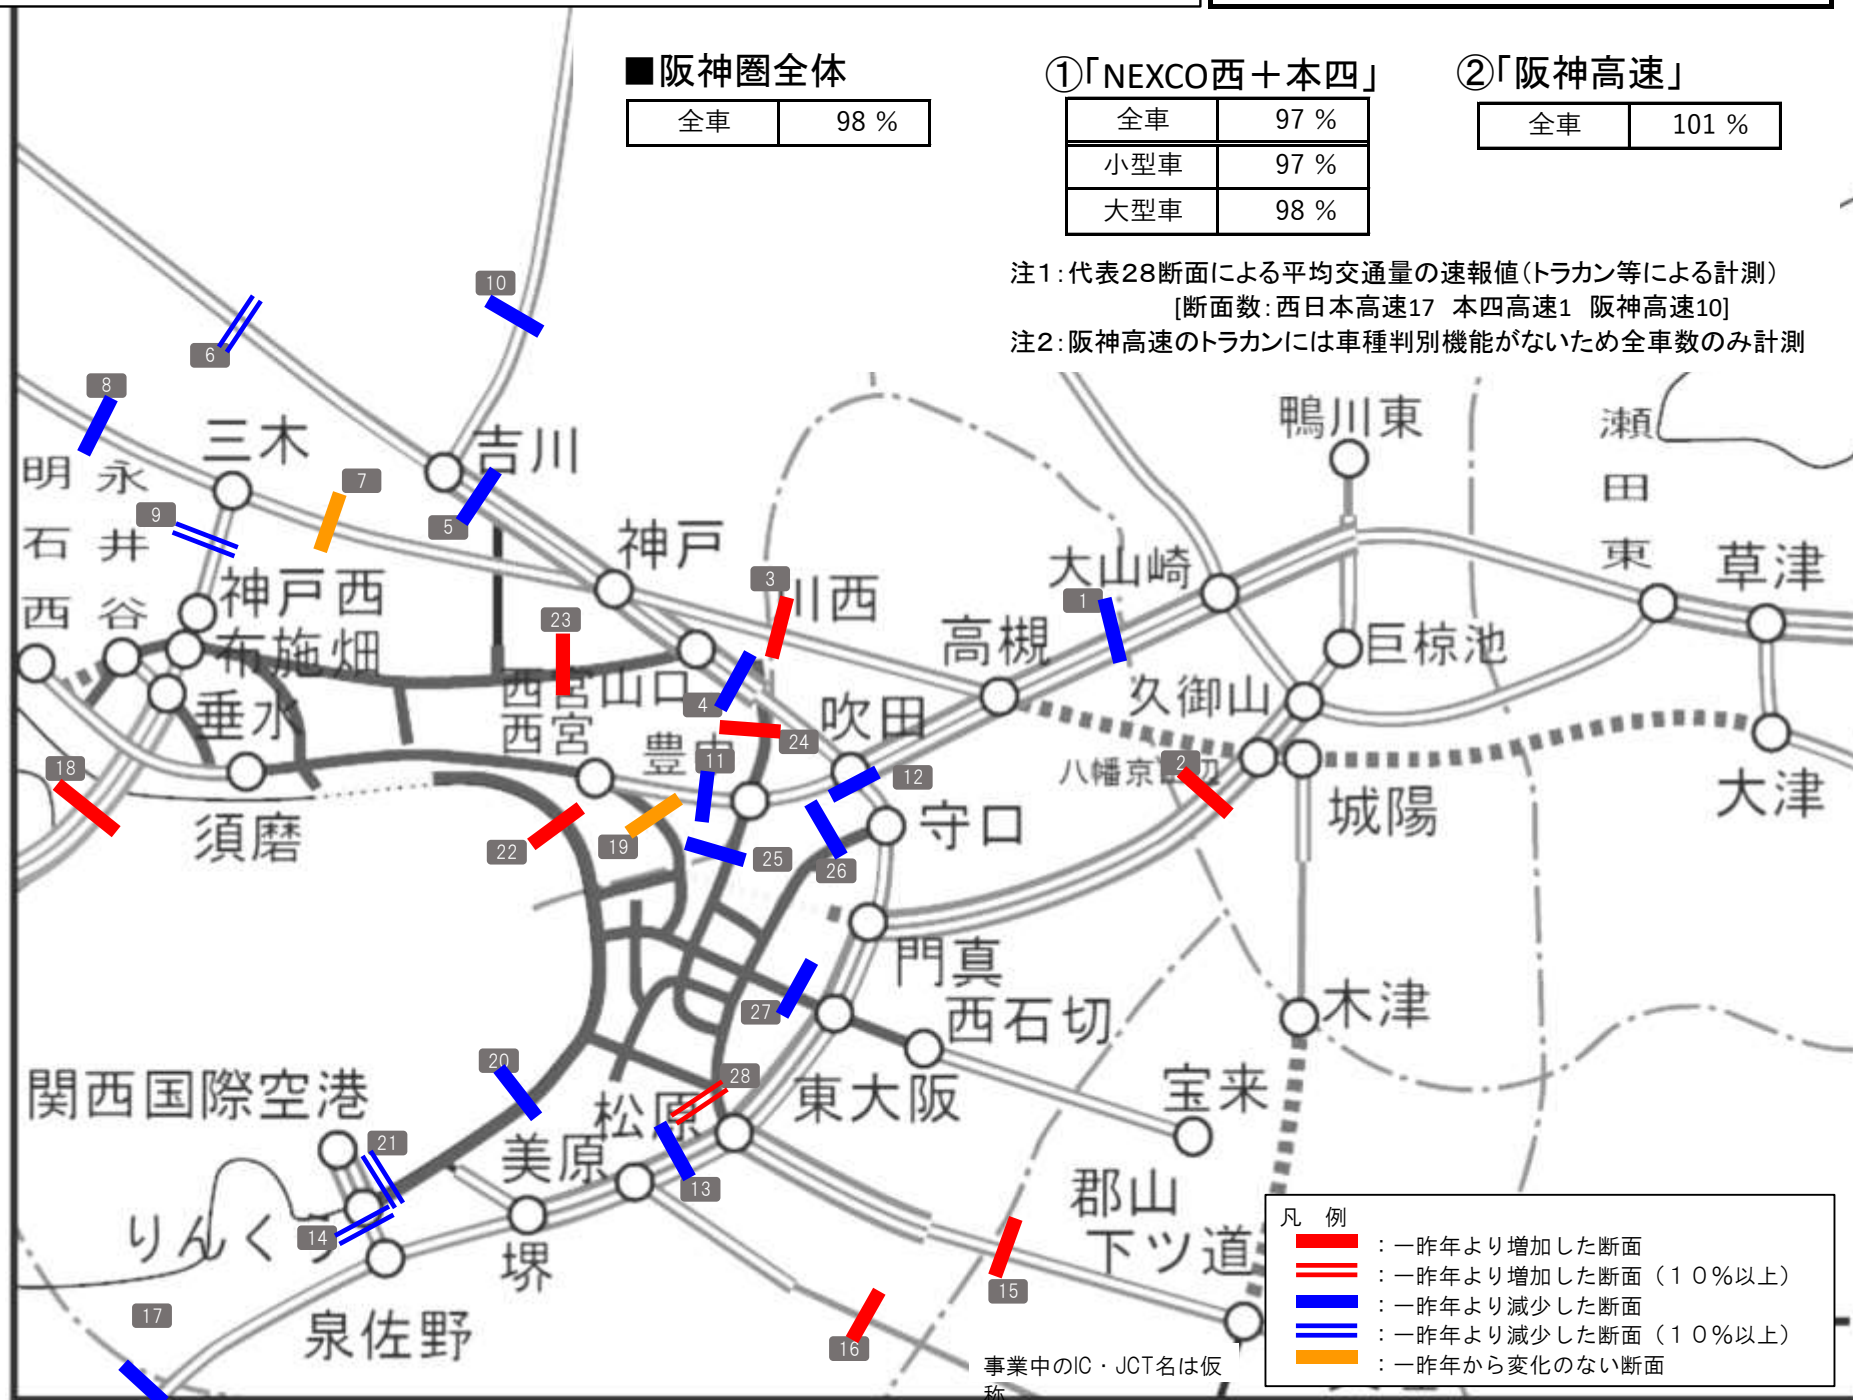 ■阪神圏全体
全車 98 %
①「NEXCO西＋本四」
全車 97 %
小型車 97 %
大型車 98 %
②「阪神高速」
全車 101 %
注１：代表２８断面による平均交通量の速報値（トラカン等による計測）
[断面数：西日本高速17 本四高速1 阪神高速10]
注２：阪神高速のトラカンには車種判別機能がないため全車数のみ計測
10
6
8
三木
吉川
鴨川東
瀬田東
明石西
永井谷
7
9
5
神戸
大山崎
草津
神戸西
3
川西
1
23
高槻
巨椋池
布施畑
西宮山口
4
久御山
垂水
西宮
吹田
24
豊中
11
12
八幡京田辺
2
18
大津
城陽
須磨
守口
22
19
25
26
門真
27
西石切
木津
20
28
宝来
関西国際空港
松原
東大阪
21
美原
13
郡山下ツ道
14
りんくう
堺
15
17
泉佐野
16
事業中のIC・JCT名は仮
称
凡 例
：一昨年より増加した断面
：一昨年より増加した断面（１０％以上）
：一昨年より減少した断面
：一昨年より減少した断面（１０％以上）
：一昨年から変化のない断面